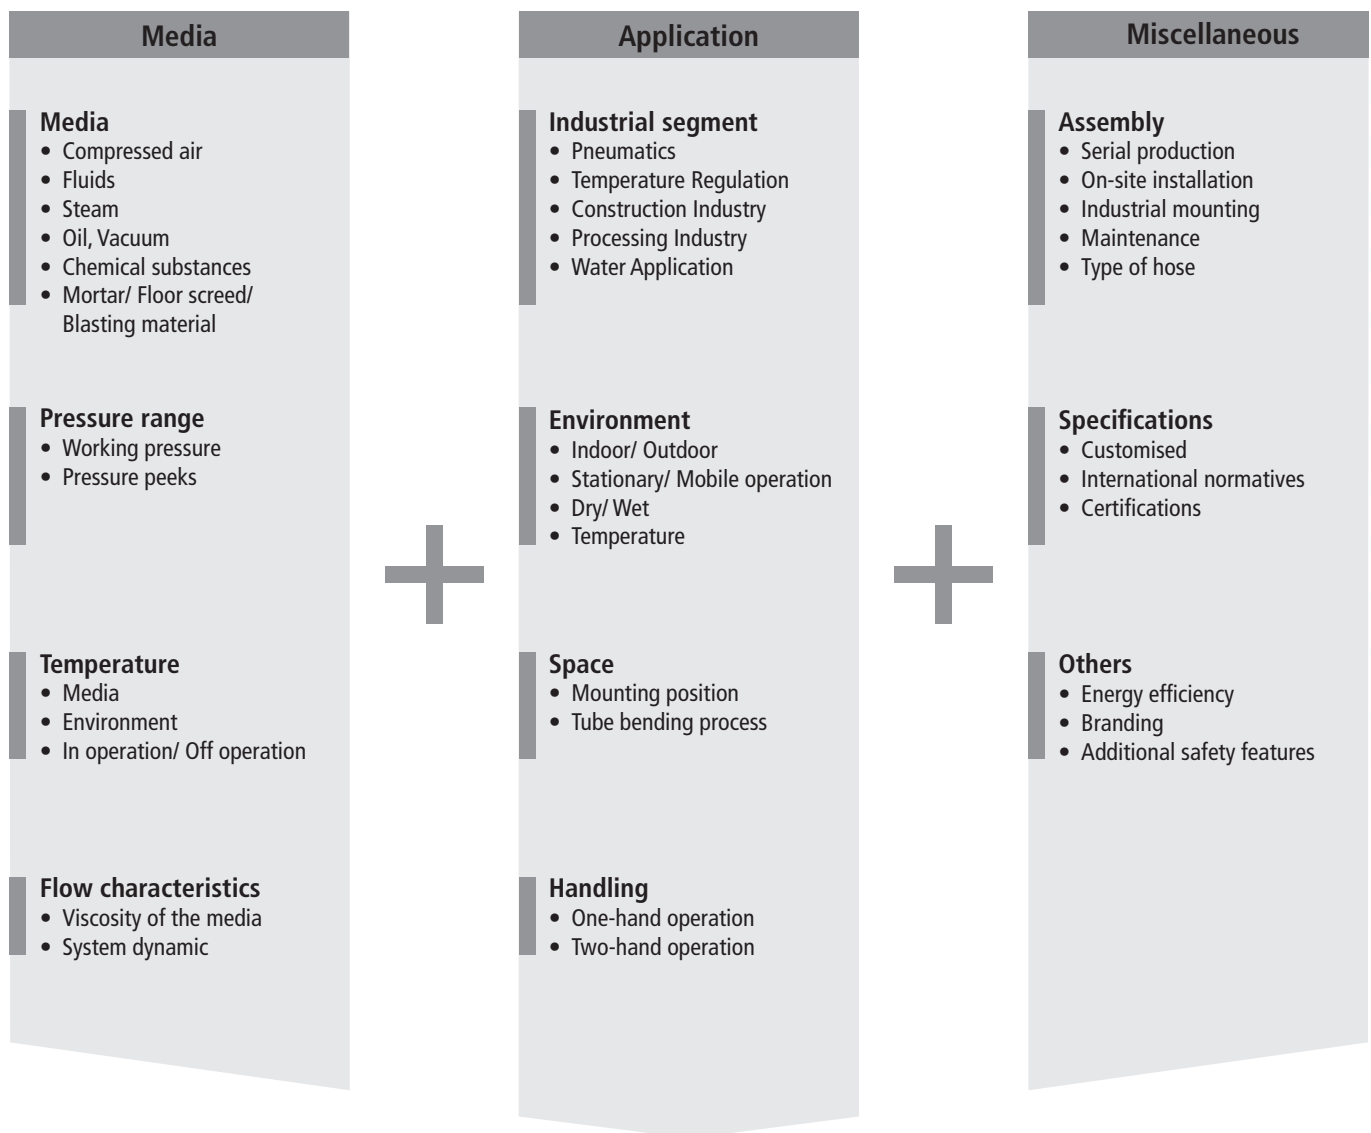 Media
Media
• Compressed air
• Fluids
• Steam
• Oil, Vacuum
• Chemical substances
• Mortar/ Floor screed/
Blasting material
Pressure range
• Working pressure
• Pressure peeks
Temperature
• Media
• Environment
• In operation/ Off operation
Flow characteristics
• Viscosity of the media
• System dynamic
Application
Industrial segment
• Pneumatics
• Temperature Regulation
• Construction Industry
• Processing Industry
• Water Application
Environment
• Indoor/ Outdoor
• Stationary/ Mobile operation
• Dry/ Wet
• Temperature
Space
• Mounting position
• Tube bending process
Handling
• One-hand operation
• Two-hand operation
Miscellaneous
Assembly
• Serial production
• On-site installation
• Industrial mounting
• Maintenance
• Type of hose
Specifications
• Customised
• International normatives
• Certifications
Others
• Energy efficiency
• Branding
• Additional safety features